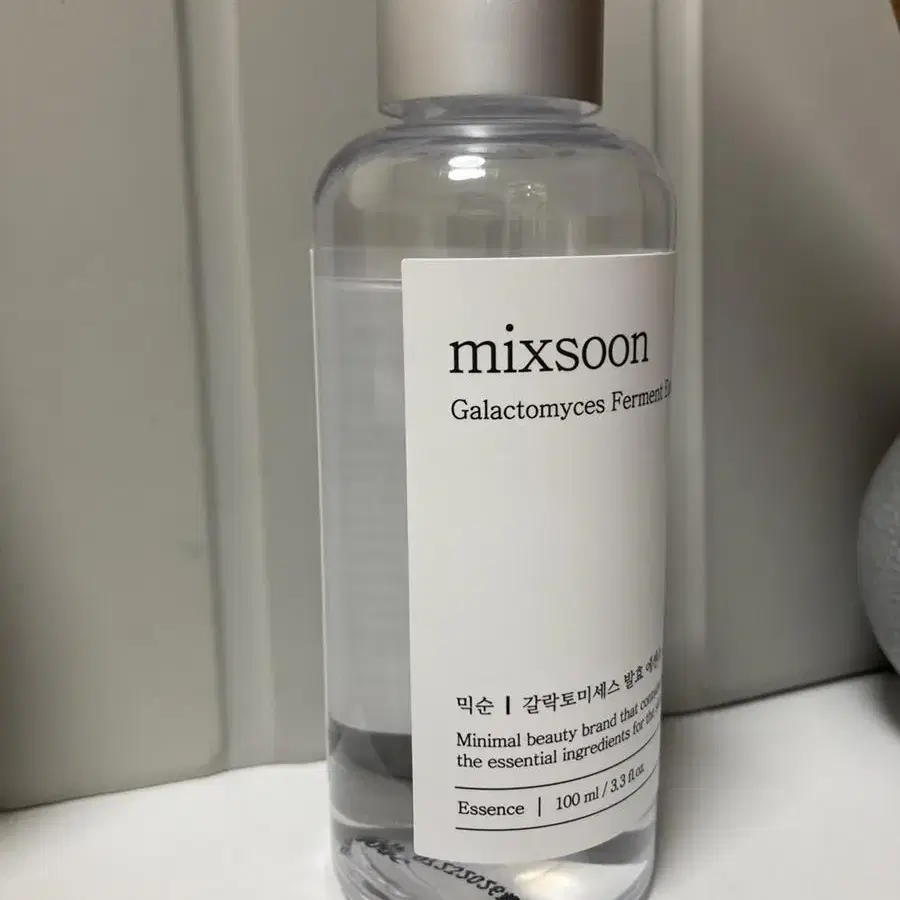 mixsoon
Galactomyces Ferment
믹순 | 갈락토미세스 발효
Minimal beauty brand that
the essential ingredients for the
Essence | 100 ml / 3.3 fl.oz